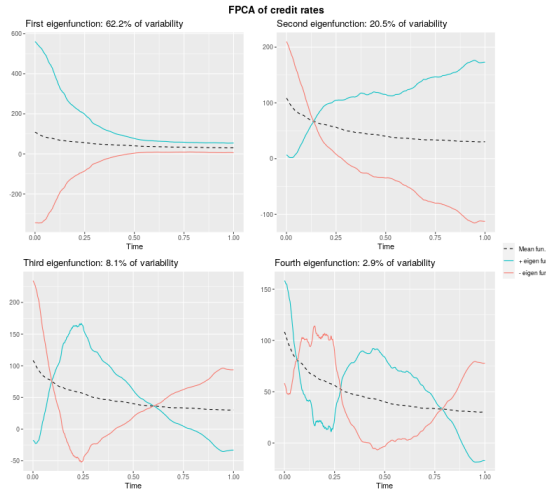 FPCA of credit rates
First eigenfunction: 62.2% of variability
Second eigenfunction: 20.5% of variability
600
400
200
0
-200
0.00 0.25 0.50 0.75 1.00
Time
200
100
0
-100
0.00 0.25 0.50 0.75 1.00
Time
Mean fun.
+ eigen fu
- eigen fu
Third eigenfunction: 8.1% of variability
Fourth eigenfunction: 2.9% of variability
200
150
100
50
0
-50
0.00 0.25 0.50 0.75 1.00
Time
150
100
50
0
0.00 0.25 0.50 0.75 1.00
Time